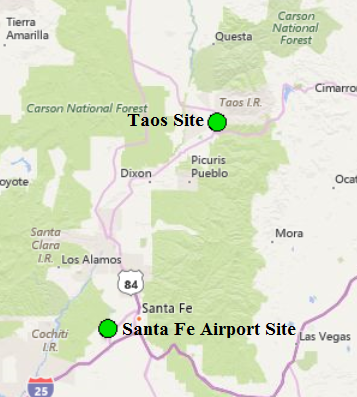 Tierra
Amarilla
Questa
Carson
National
Forest
Carson National Forest
Taos I.R.
Cimarron
Taos Site
Dixon
Picuris
Pueblo
oyote
Ocat
Santa
Clara
I.R.
Mora
Los Alamos
84
Santa Fe
Santa Fe Airport Site
Cochiti
I.R.
Las Vegas
25